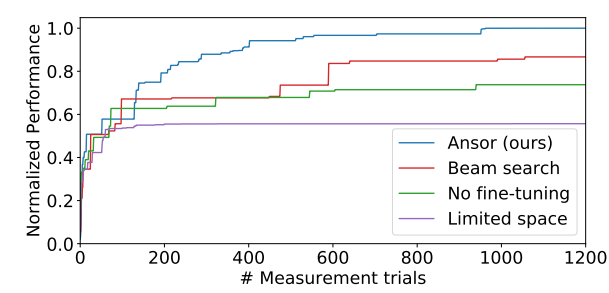 Normalized Performance
1.0
0.8
0.6
0.4
0.2
0.0
Ansor (ours)
Beam search
No fine-tuning
Limited space
0 200 400 600 800 1000 1200
# Measurement trials